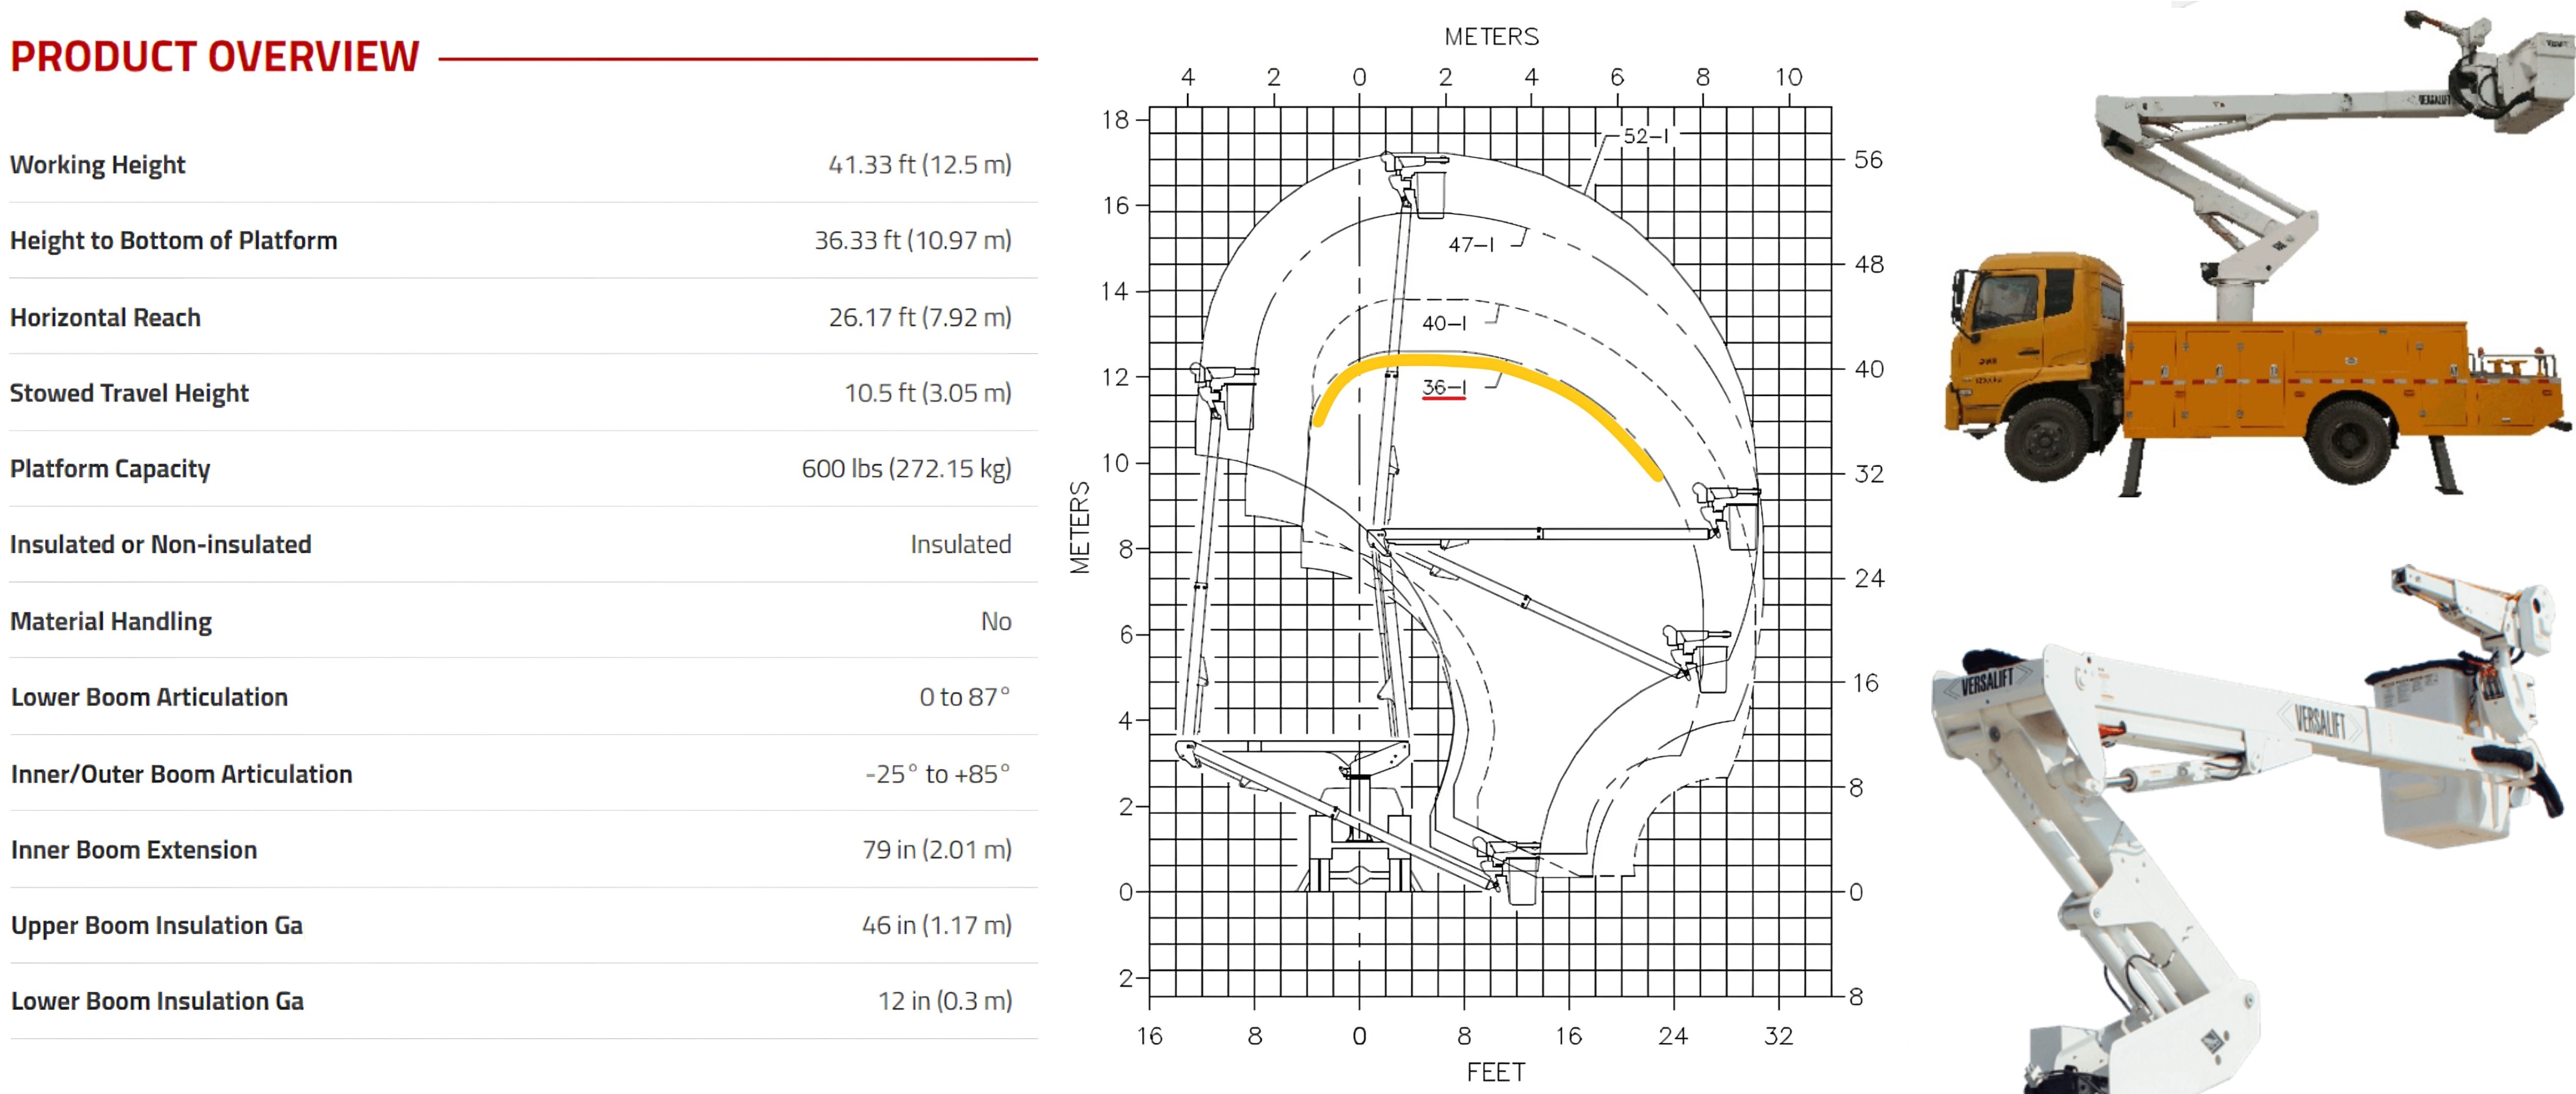 PRODUCT OVERVIEW
Working Height 41.33 ft (12.5 m)
Height to Bottom of Platform 36.33 ft (10.97 m)
Horizontal Reach 26.17 ft (7.92 m)
Stowed Travel Height 10.5 ft (3.05 m)
Platform Capacity 600 lbs (272.15 kg)
Insulated or Non-insulated Insulated
Material Handling No
Lower Boom Articulation 0 to 87°
Inner/Outer Boom Articulation -25° to +85°
Inner Boom Extension 79 in (2.01 m)
Upper Boom Insulation Ga 46 in (1.17 m)
Lower Boom Insulation Ga 12 in (0.3 m)
METERS
4 2 0 2 4 6 8 10
18
16
14
12
10
8
6
4
2
0
2
METERS
52-I
47-I
40-I
36-I
56
48
40
32
24
16
8
0
8
16 8 0 8 16 24 32
FEET
VERSALIFT
VERSALIFT
VERSALIFT